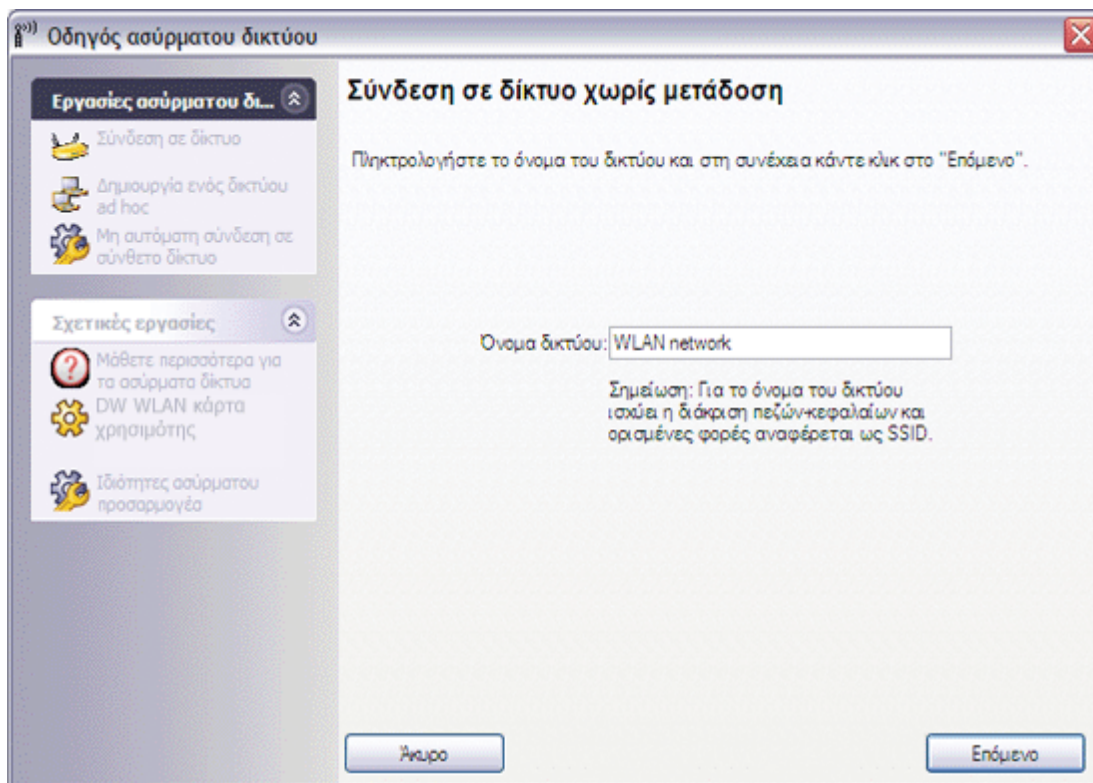 Οδηγός ασύρματου δικτύου
Εργασίες ασύρματου δι...
Σύνδεση σε δίκτυο
Δημιουργία ενός δικτύου
ad hoc
Μη αυτόματη σύνδεση σε
σύνθετο δίκτυο
Σχετικές εργασίες
Μάθετε περισσότερα για
τα ασύρματα δίκτυα
DW WLAN κάρτα
χρησιμότης
Ιδιότητες ασύρματου
προσαρμογέα
Σύνδεση σε δίκτυο χωρίς μετάδοση
Πληκτρολογήστε το όνομα του δικτύου και στη συνέχεια κάντε κλικ στο "Επόμενο".
Όνομα δικτύου: WLAN network
Σημείωση: Για το όνομα του δικτύου
ισχύει η διάκριση πεζών-κεφαλαίων και
ορισμένες φορές αναφέρεται ως SSID.
Άκυρο
Επόμενο